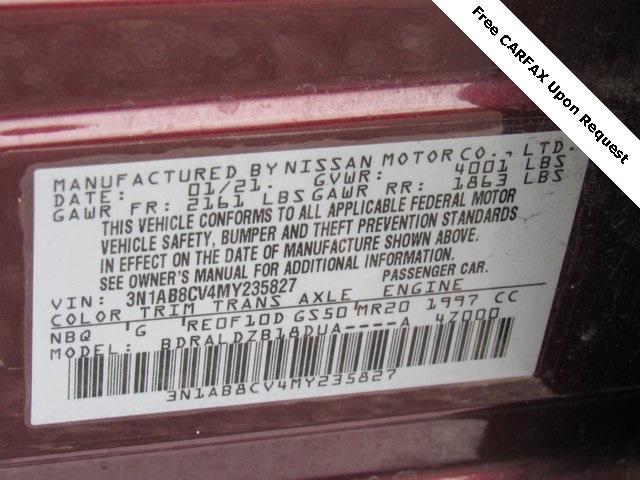 Free CARFAX Upon Request
MANUFACTURED BY NISSAN MOTOR CO., LTD.
DATE: 01/21. GVWR: 4001 LBS
GAWR FR: 2161 LBS GAWR RR: 1863 LBS
THIS VEHICLE CONFORMS TO ALL APPLICABLE FEDERAL MOTOR
VEHICLE SAFETY, BUMPER AND THEFT PREVENTION STANDARDS
IN EFFECT ON THE DATE OF MANUFACTURE SHOWN ABOVE.
SEE OWNER'S MANUAL FOR ADDITIONAL INFORMATION.
VIN: 3N1AB8CV4MY235827 PASSENGER CAR.
COLOR TRIM TRANS AXLE ENGINE
NBQ G RE0F10D GS50 MR20 1997 CC
MODEL: BDRALDZB18DUA----A 4Z000
3N1AB8CV4MY235827